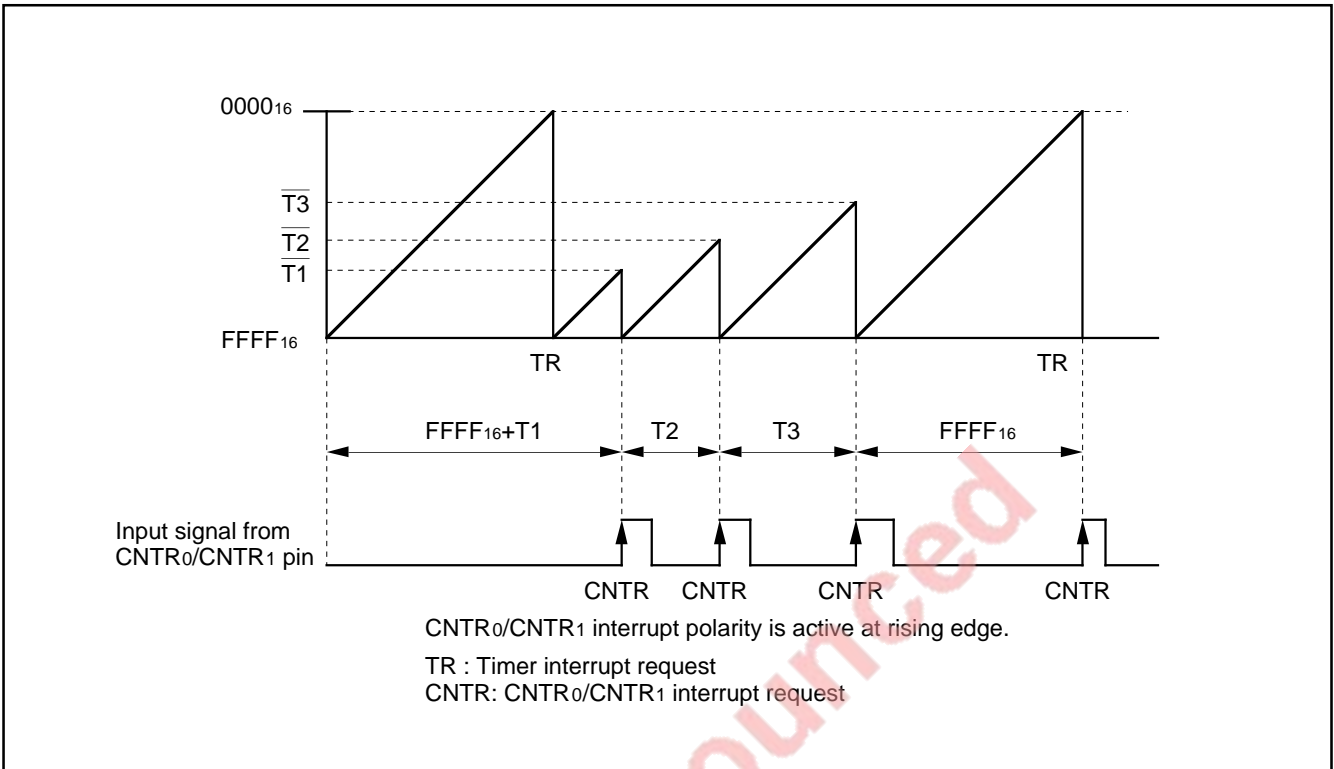 0000₁₆
T3
T2
T1
FFFF₁₆
TR TR
FFFF₁₆+T1 T2 T3 FFFF₁₆
Input signal from
CNTR₀/CNTR₁ pin
CNTR CNTR CNTR CNTR
CNTR₀/CNTR₁ interrupt polarity is active at rising edge.
TR : Timer interrupt request
CNTR: CNTR₀/CNTR₁ interrupt request
ounced